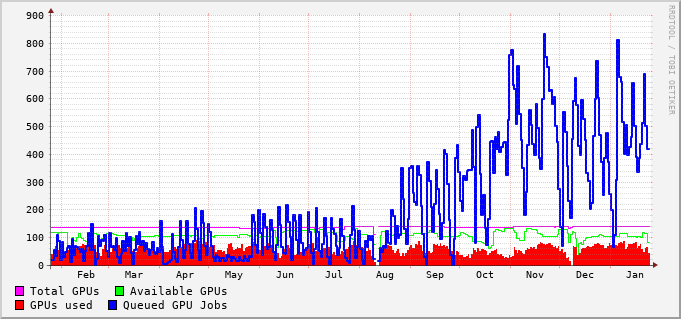 900
800
700
600
500
400
300
200
100
0
Feb Mar Apr May Jun Jul Aug Sep Oct Nov Dec Jan
Total GPUs Available GPUs
GPUs used Queued GPU Jobs
RRDTOOL / TOBI OETIKER